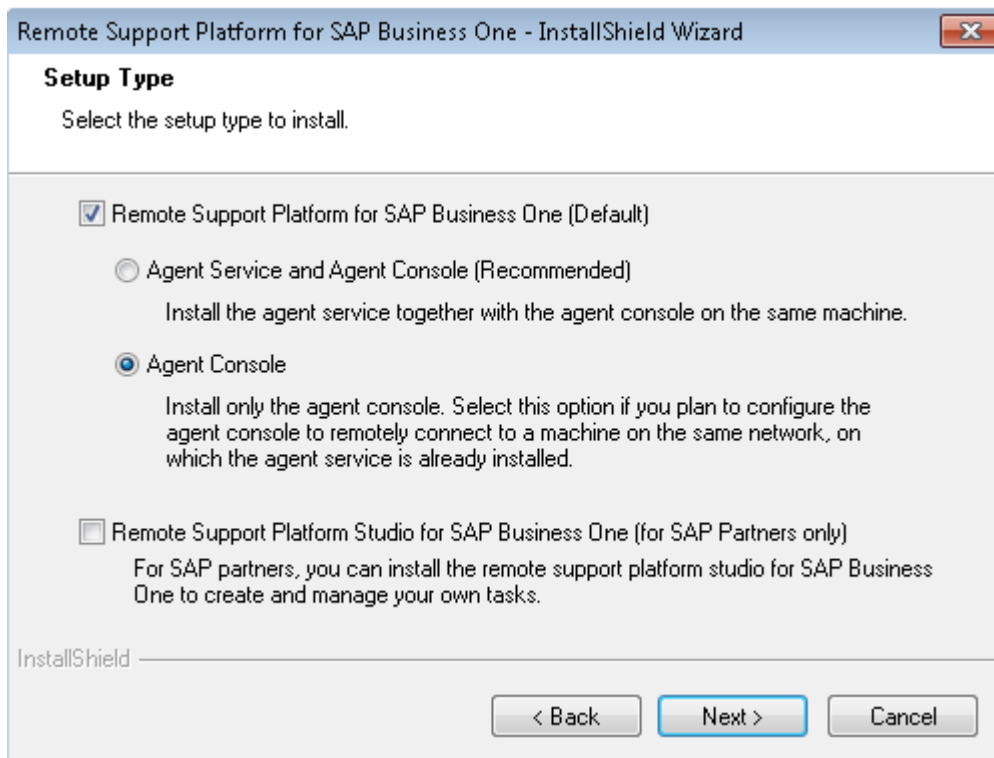 Remote Support Platform for SAP Business One - InstallShield Wizard
Setup Type
Select the setup type to install.
Remote Support Platform for SAP Business One (Default)
Agent Service and Agent Console (Recommended)
Install the agent service together with the agent console on the same machine.
Agent Console
Install only the agent console. Select this option if you plan to configure the
agent console to remotely connect to a machine on the same network, on
which the agent service is already installed.
Remote Support Platform Studio for SAP Business One (for SAP Partners only)
For SAP partners, you can install the remote support platform studio for SAP Business
One to create and manage your own tasks.
InstallShield
< Back
Next >
Cancel